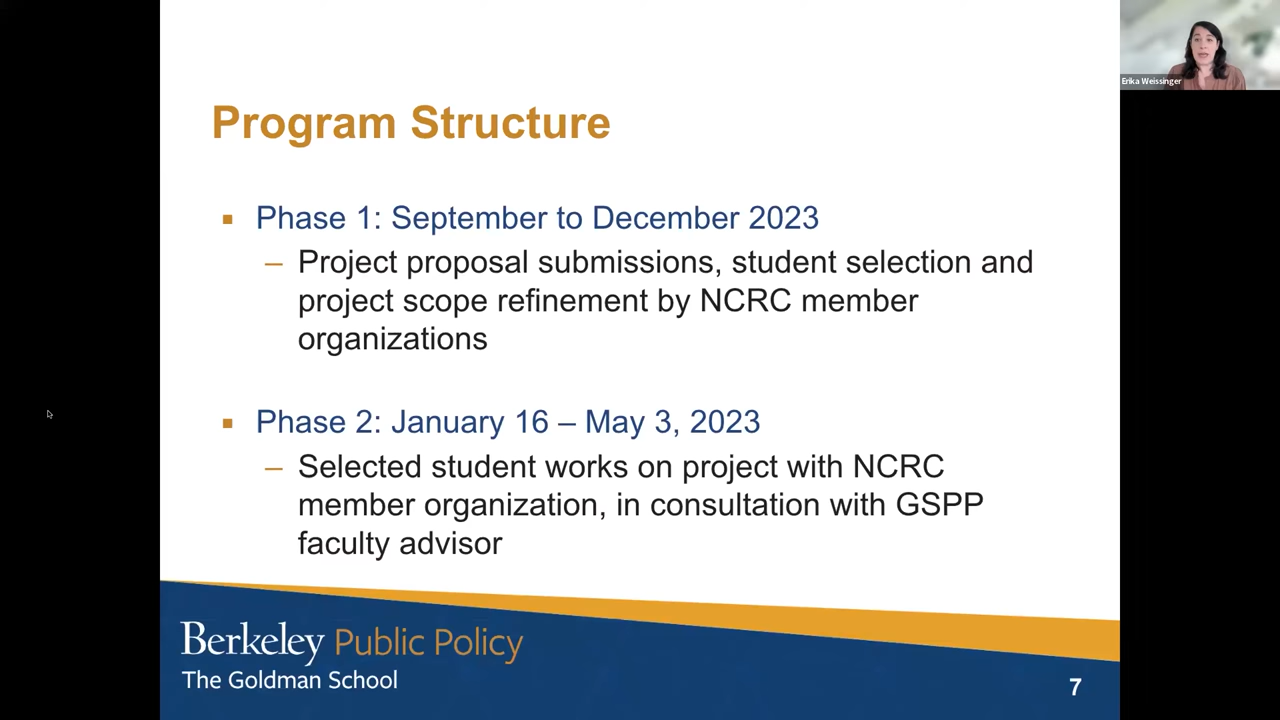 Erika Weissinger
Program Structure
▪ Phase 1: September to December 2023
– Project proposal submissions, student selection and
project scope refinement by NCRC member
organizations
▪ Phase 2: January 16 – May 3, 2023
– Selected student works on project with NCRC
member organization, in consultation with GSPP
faculty advisor
Berkeley Public Policy
The Goldman School
7